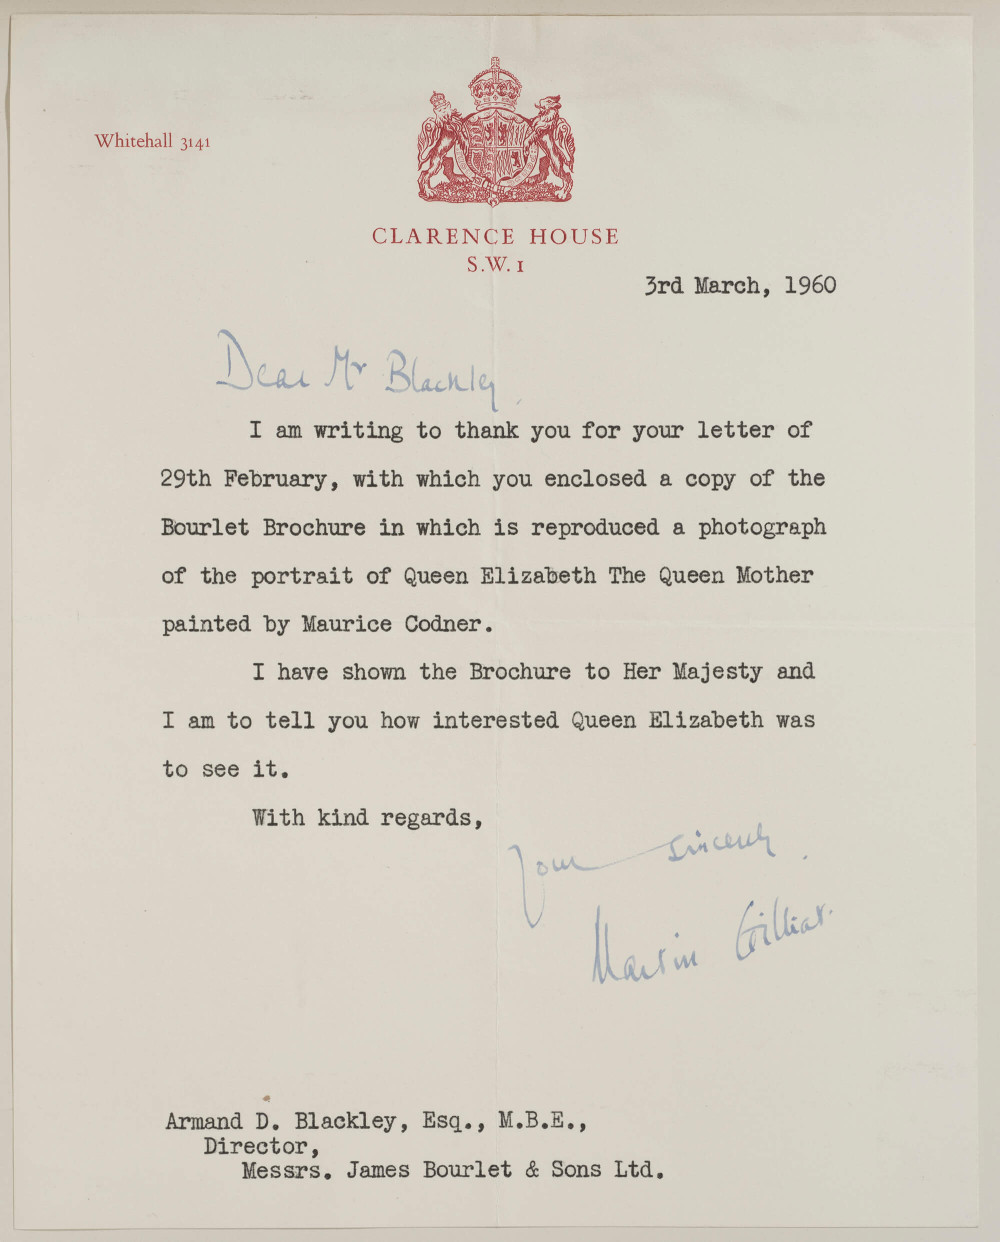 Whitehall 3141
CLARENCE HOUSE
S.W. 1
3rd March, 1960
Dear Mr Blackley
I am writing to thank you for your letter of
29th February, with which you enclosed a copy of the
Bourlet Brochure in which is reproduced a photograph
of the portrait of Queen Elizabeth The Queen Mother
painted by Maurice Codner.
I have shown the Brochure to Her Majesty and
I am to tell you how interested Queen Elizabeth was
to see it.
With kind regards,
Yours sincerely
Martin Gilliat.
Armand D. Blackley, Esq., M.B.E.,
Director,
Messrs. James Bourlet & Sons Ltd.